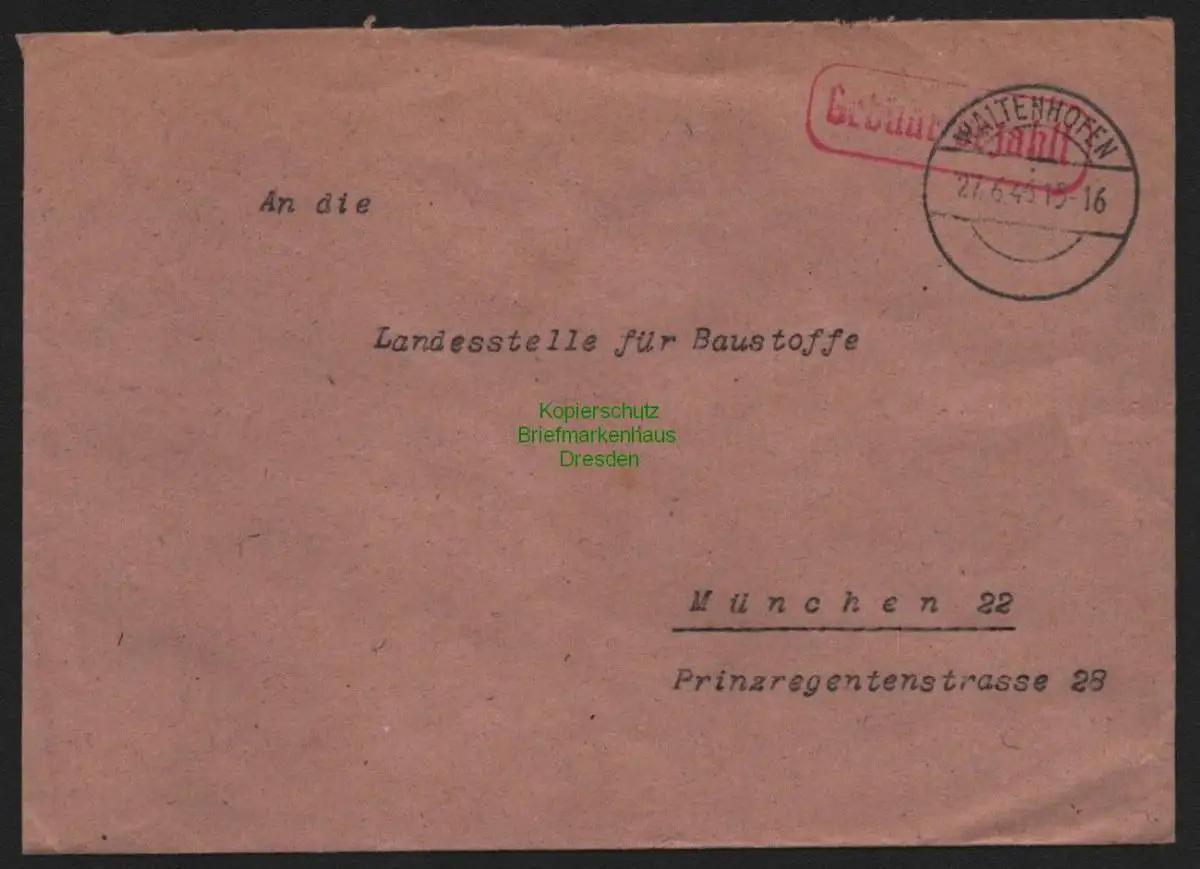 Gebühr bezahlt
WALTENHOFEN
27.6.48 15-16
An die
Landesstelle für Baustoffe
Kopierschutz
Briefmarkenhaus
Dresden
München 22
Prinzregentenstrasse 28